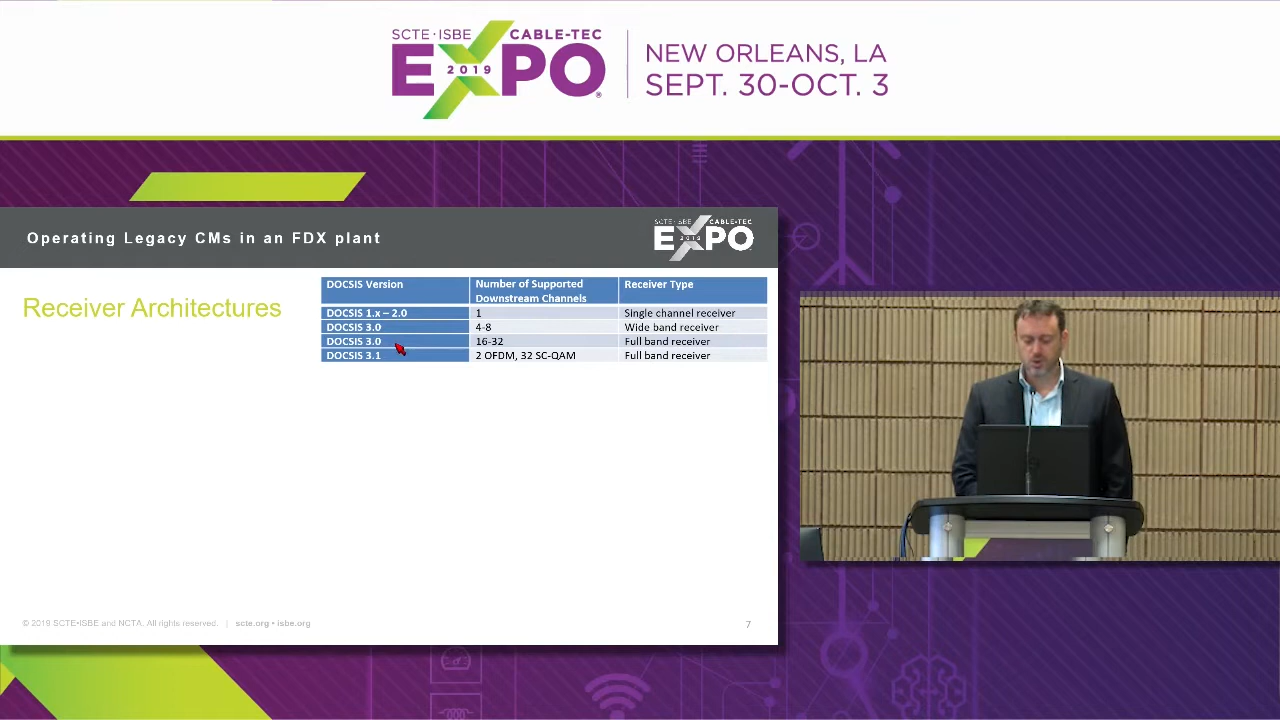 SCTE·ISBE CABLE-TEC
EXPO
2019
NEW ORLEANS, LA
SEPT. 30-OCT. 3
Operating Legacy CMs in an FDX plant
SCTE·ISBE CABLE-TEC
EXPO
2019
Receiver Architectures
DOCSIS Version Number of Supported Downstream Channels Receiver Type
DOCSIS 1.x – 2.0 1 Single channel receiver
DOCSIS 3.0 4-8 Wide band receiver
DOCSIS 3.0 16-32 Full band receiver
DOCSIS 3.1 2 OFDM, 32 SC-QAM Full band receiver
© 2019 SCTE•ISBE and NCTA. All rights reserved. | scte.org • isbe.org
7